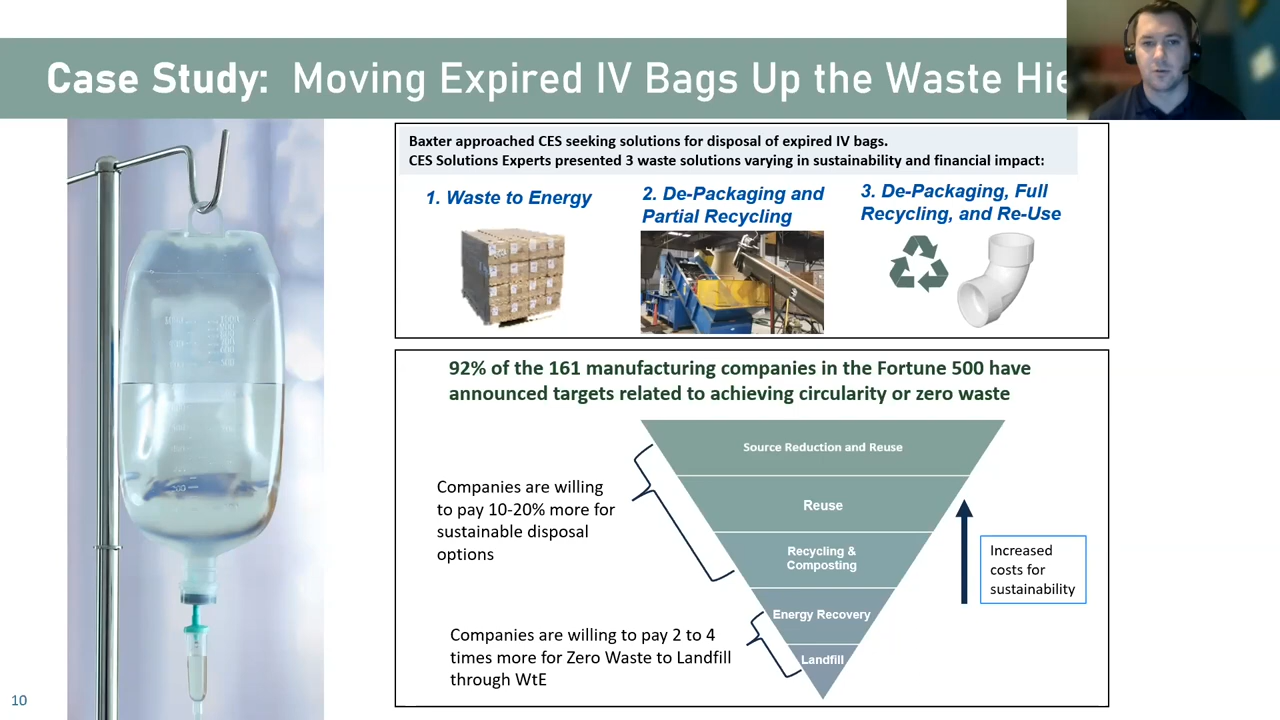 Case Study: Moving Expired IV Bags Up the Waste Hie
Baxter approached CES seeking solutions for disposal of expired IV bags.
CES Solutions Experts presented 3 waste solutions varying in sustainability and financial impact:
1. Waste to Energy
2. De-Packaging and
Partial Recycling
3. De-Packaging, Full
Recycling, and Re-Use
92% of the 161 manufacturing companies in the Fortune 500 have
announced targets related to achieving circularity or zero waste
Source Reduction and Reuse
Reuse
Recycling &
Composting
Energy Recovery
Landfill
Companies are willing
to pay 10-20% more for
sustainable disposal
options
Companies are willing to pay 2 to 4
times more for Zero Waste to Landfill
through WtE
Increased
costs for
sustainability
10